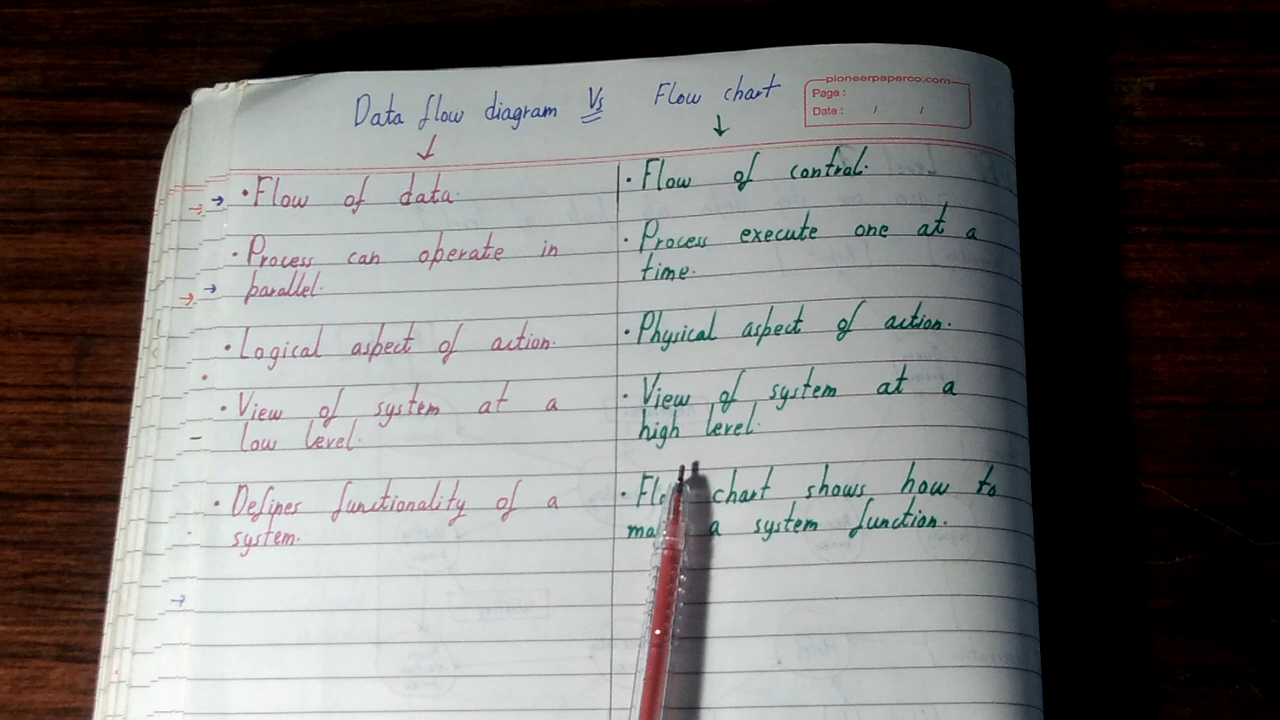 pioneerpaperco.com
Page :
Date : / /
Data flow diagram Vs Flow chart
• Flow of data.
• Process can operate in
parallel.
• Logical aspect of action.
• View of system at a
low level.
• Defines functionality of a
system.
• Flow of control.
• Process execute one at a
time.
• Physical aspect of action.
• View of system at a
high level.
• chart shows how to
a system function.